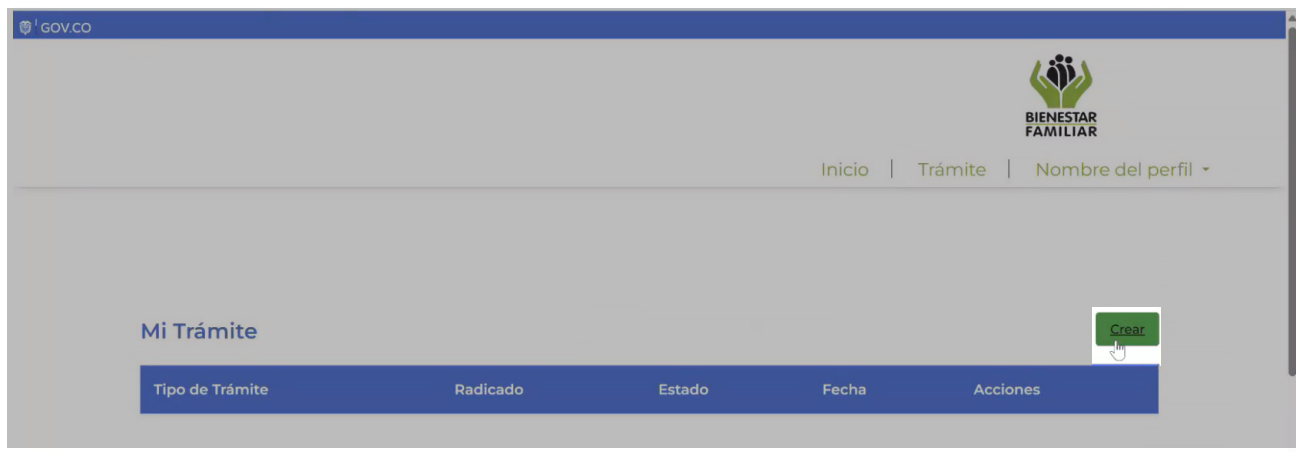 GOV.CO
BIENESTAR
FAMILIAR
Inicio | Trámite | Nombre del perfil
Mi Trámite
Crear
Tipo de Trámite Radicado Estado Fecha Acciones